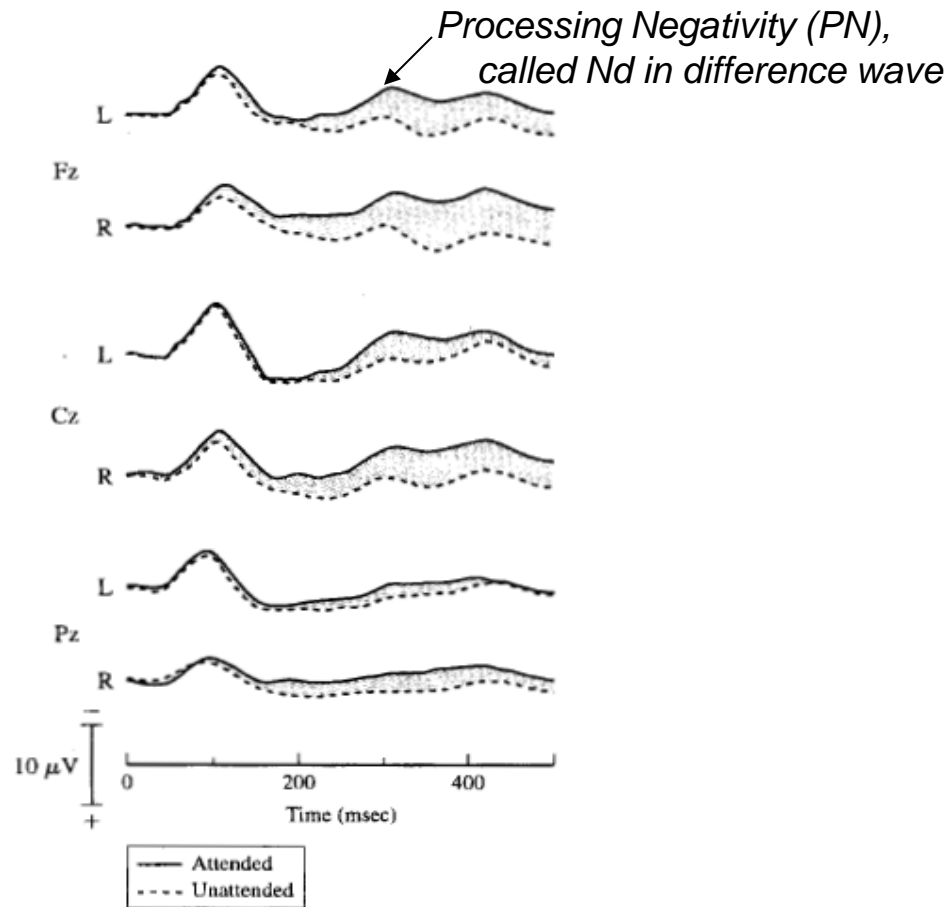 Processing Negativity (PN),
called Nd in difference wave
L
Fz
R
L
Cz
R
L
Pz
R
−
10 μV
+
0
200
400
Time (msec)
Attended
Unattended